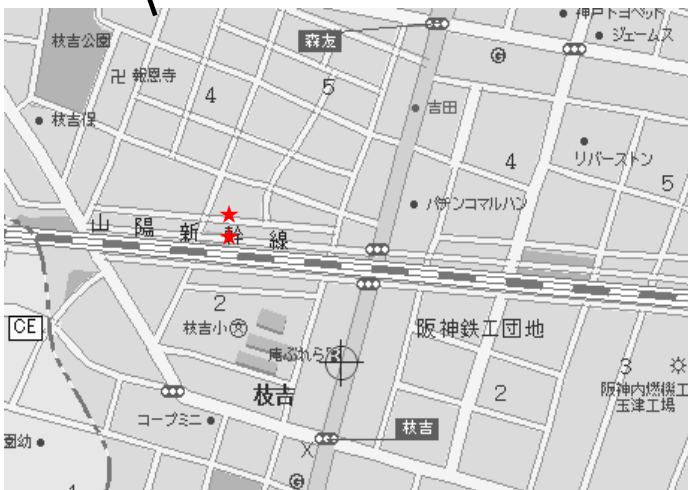 神戸トヨペット
ジェームス
枝吉公園
森友
卍 報恩寺
4
5
吉田
枝吉保
4
リバーストン
5
パチンコマルハン
山陽新幹線
2
CE
枝吉小
文
阪神鉄工団地
庵ぷれら
3
枝吉
2
阪神内燃機工
玉津工場
コープミニ
枝吉
園幼
X
G
G